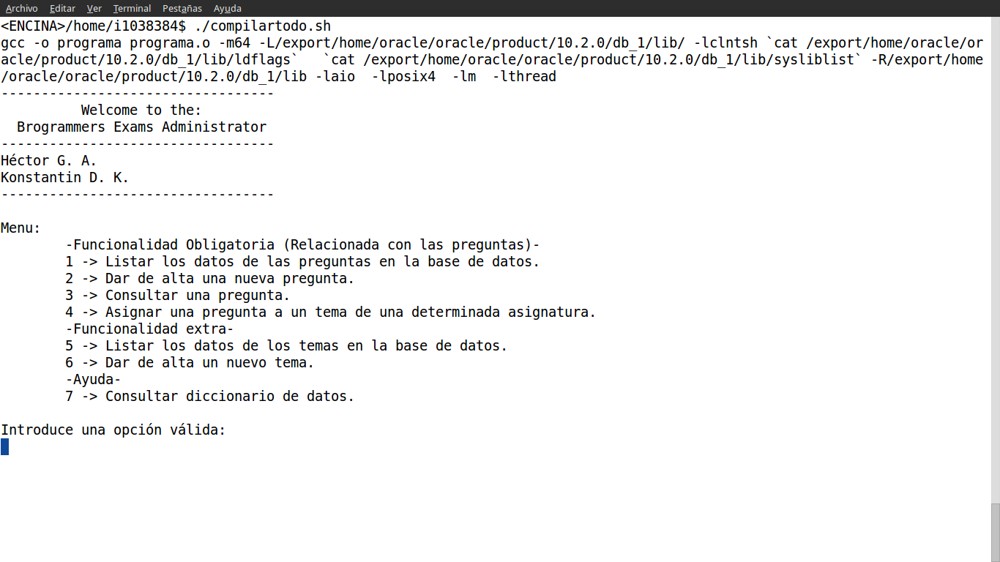 Archivo Editar Ver Terminal Pestañas Ayuda
<ENCINA>/home/i1038384$ ./compilartodo.sh
gcc -o programa programa.o -m64 -L/export/home/oracle/oracle/product/10.2.0/db_1/lib/ -lclntsh `cat /export/home/oracle/or
acle/product/10.2.0/db_1/lib/ldflags`   `cat /export/home/oracle/oracle/product/10.2.0/db_1/lib/sysliblist` -R/export/home
/oracle/oracle/product/10.2.0/db_1/lib -laio  -lposix4  -lm  -lthread
----------------------------------
          Welcome to the:
  Brogrammers Exams Administrator
----------------------------------
Héctor G. A.
Konstantin D. K.
----------------------------------
Menu:
        -Funcionalidad Obligatoria (Relacionada con las preguntas)-
        1 -> Listar los datos de las preguntas en la base de datos.
        2 -> Dar de alta una nueva pregunta.
        3 -> Consultar una pregunta.
        4 -> Asignar una pregunta a un tema de una determinada asignatura.
        -Funcionalidad extra-
        5 -> Listar los datos de los temas en la base de datos.
        6 -> Dar de alta un nuevo tema.
        -Ayuda-
        7 -> Consultar diccionario de datos.
Introduce una opción válida: